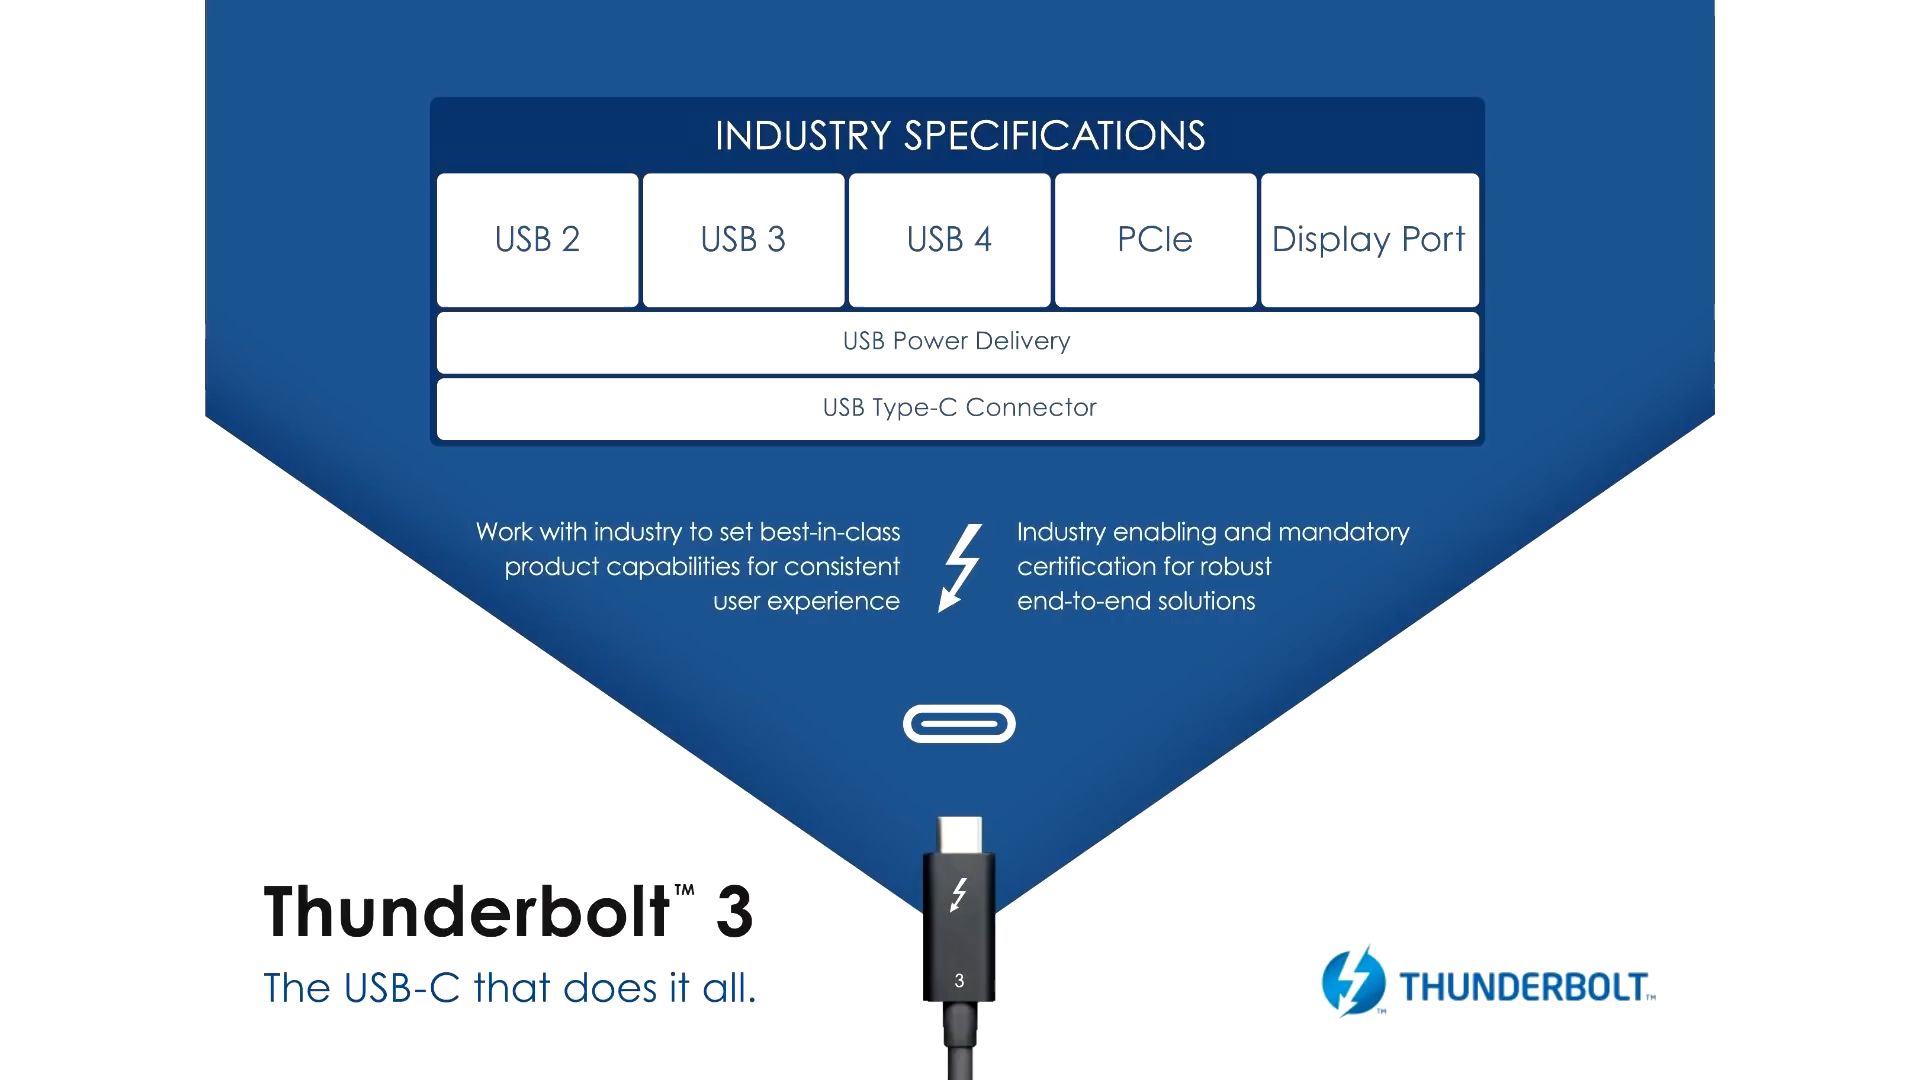 INDUSTRY SPECIFICATIONS
USB 2
USB 3
USB 4
PCIe
Display Port
USB Power Delivery
USB Type-C Connector
Work with industry to set best-in-class
product capabilities for consistent
user experience
Industry enabling and mandatory
certification for robust
end-to-end solutions
3
Thunderbolt™ 3
The USB-C that does it all.
THUNDERBOLT™